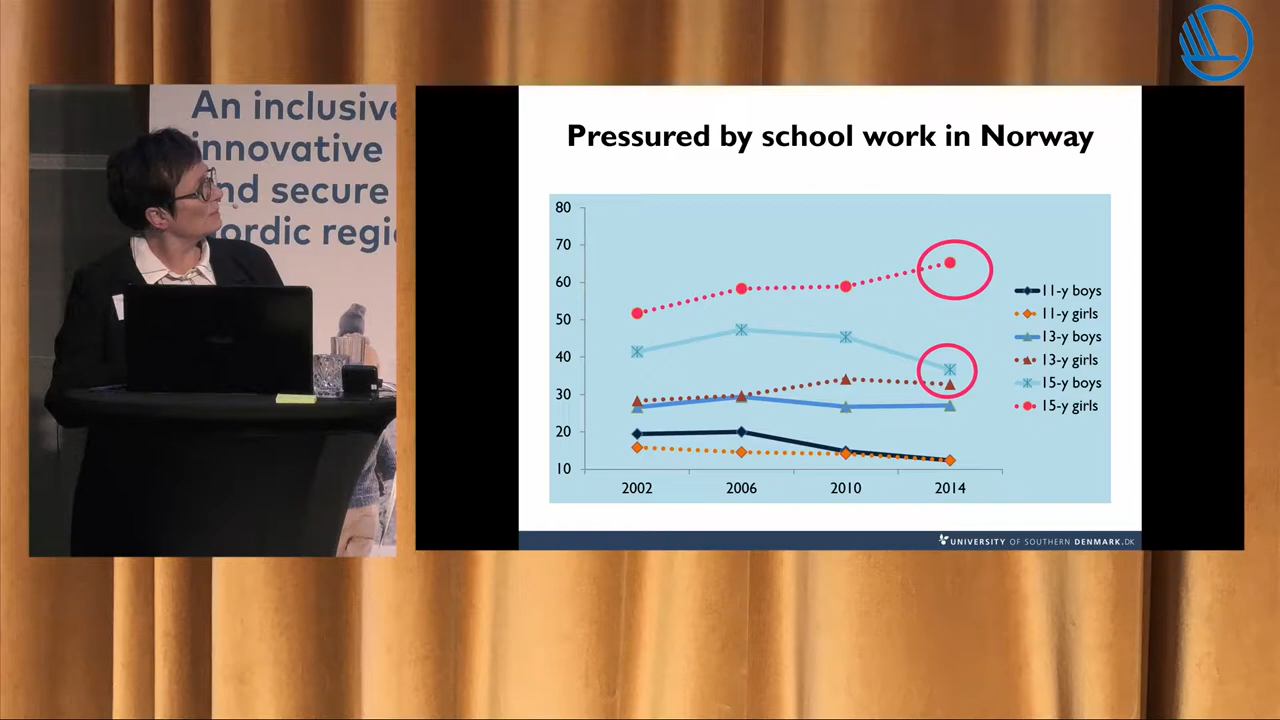 An inclusive
innovative
and secure
Nordic regi
Pressured by school work in Norway
80
70
60
50
40
30
20
10
2002 2006 2010 2014
11-y boys
11-y girls
13-y boys
13-y girls
15-y boys
15-y girls
UNIVERSITY OF SOUTHERN DENMARK.DK